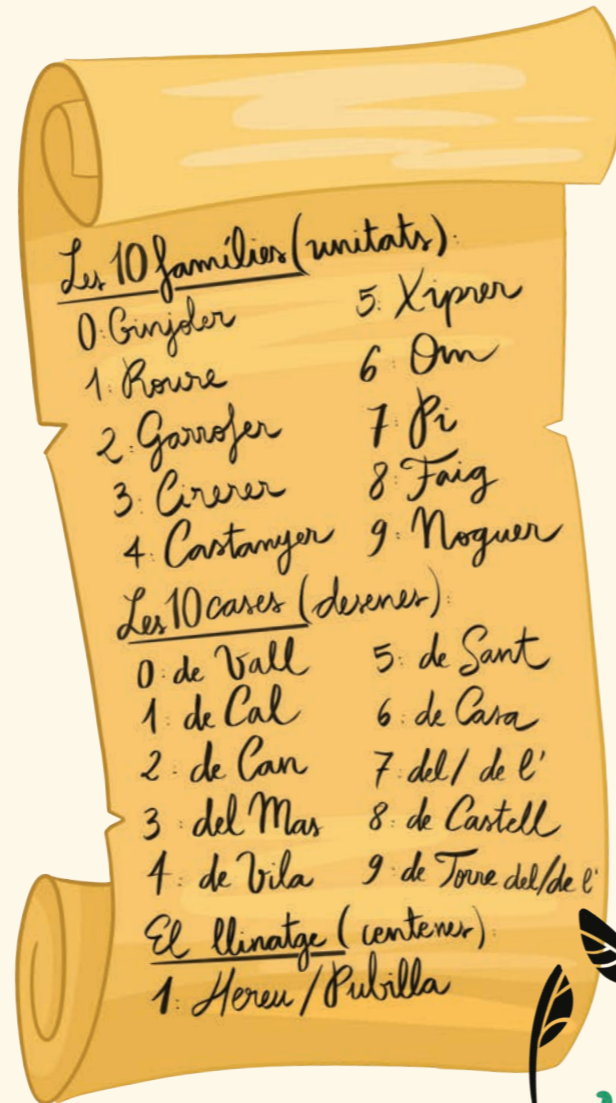 Les 10 famílies (unitats):
0: Ginjoler
1: Roure
2: Garrofer
3: Cirerer
4: Castanyer
5: Xiprer
6: Om
7: Pi
8: Faig
9: Noguer
Les 10 cases (desenes):
0: de Vall
1: de Cal
2: de Can
3: del Mas
4: de Vila
5: de Sant
6: de Casa
7: del / de l'
8: de Castell
9: de Torre del/de l'
El llinatge (centenes):
1: Hereu / Pubilla